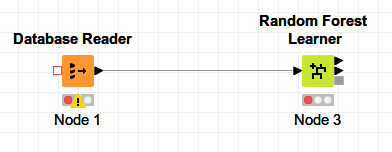 Database Reader
Node 1
Random Forest
Learner
Node 3